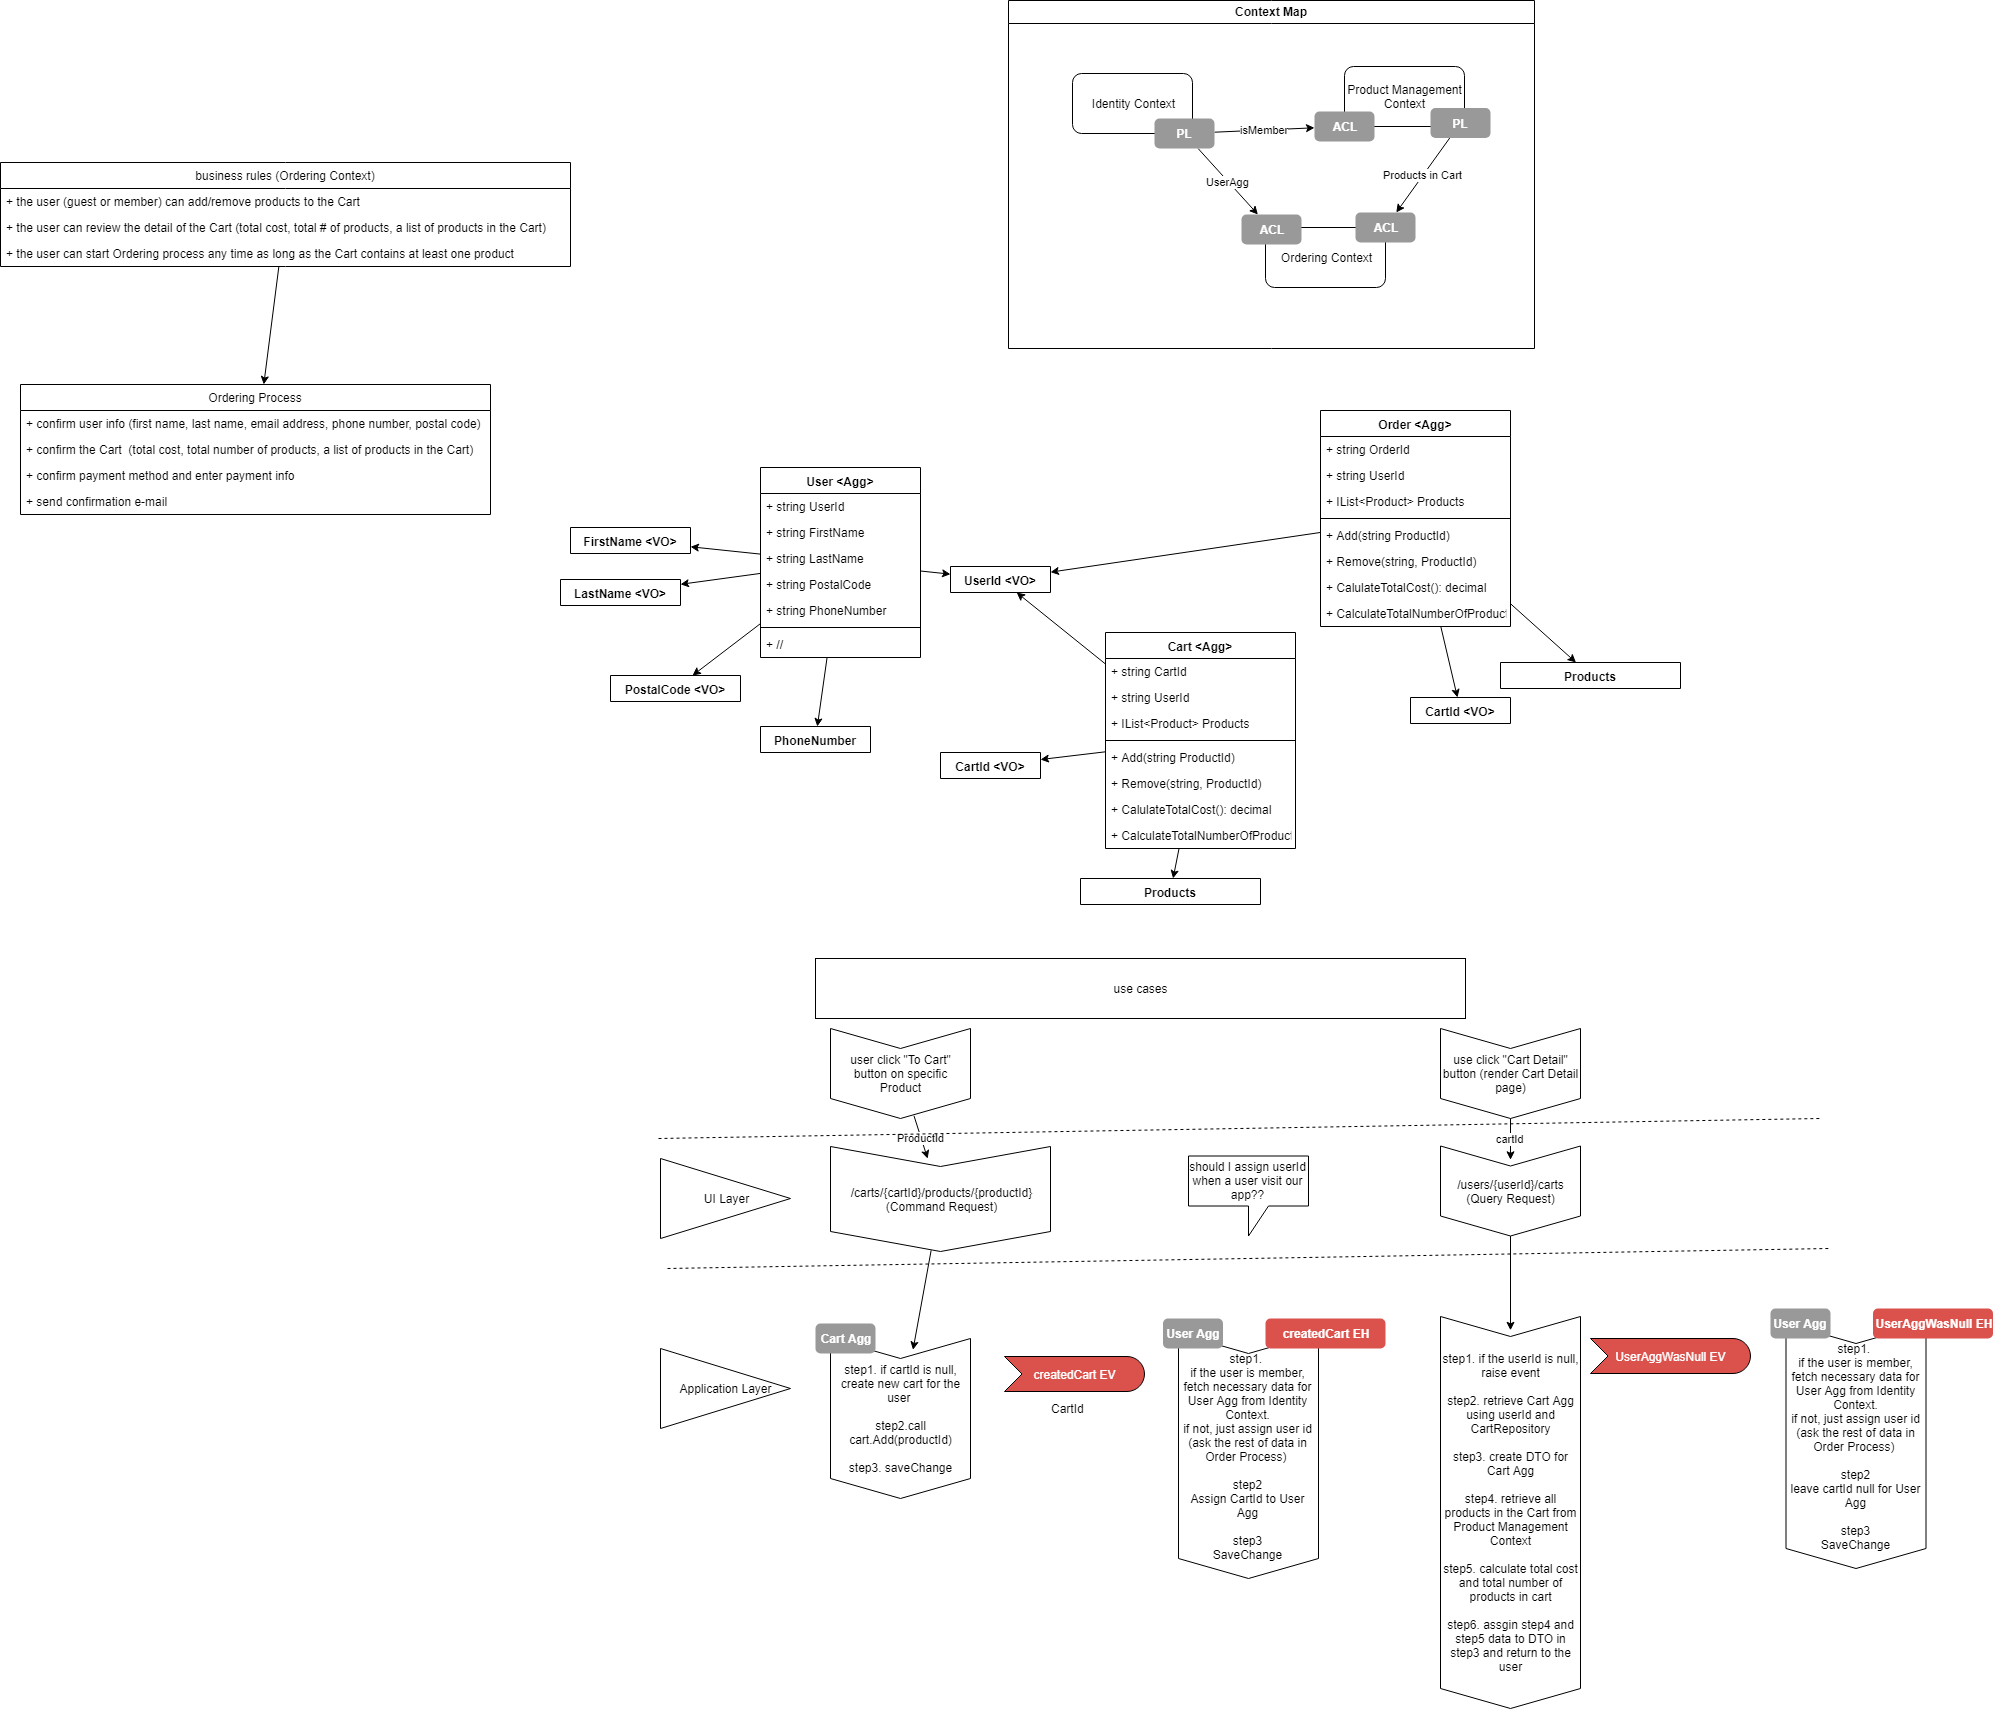 Context Map
Identity Context
PL
isMember
Product Management
Context
ACL
PL
UserAgg
Products in Cart
ACL
ACL
Ordering Context
business rules (Ordering Context)
+ the user (guest or member) can add/remove products to the Cart
+ the user can review the detail of the Cart (total cost, total # of products, a list of products in the Cart)
+ the user can start Ordering process any time as long as the Cart contains at least one product
Ordering Process
+ confirm user info (first name, last name, email address, phone number, postal code)
+ confirm the Cart  (total cost, total number of products, a list of products in the Cart)
+ confirm payment method and enter payment info
+ send confirmation e-mail
User <Agg>
+ string UserId
+ string FirstName
+ string LastName
+ string PostalCode
+ string PhoneNumber
+ //
FirstName <VO>
LastName <VO>
PostalCode <VO>
PhoneNumber
UserId <VO>
Order <Agg>
+ string OrderId
+ string UserId
+ IList<Product> Products
+ Add(string ProductId)
+ Remove(string, ProductId)
+ CalulateTotalCost(): decimal
+ CalculateTotalNumberOfProduct
Products
CartId <VO>
Cart <Agg>
+ string CartId
+ string UserId
+ IList<Product> Products
+ Add(string ProductId)
+ Remove(string, ProductId)
+ CalulateTotalCost(): decimal
+ CalculateTotalNumberOfProduct
CartId <VO>
Products
use cases
user click "To Cart"
button on specific
Product
use click "Cart Detail"
button (render Cart Detail
page)
ProductId
cartId
UI Layer
/carts/{cartId}/products/{productId}
(Command Request)
should I assign userId
when a user visit our
app??
/users/{userId}/carts
(Query Request)
Application Layer
Cart Agg
step1. if cartId is null,
create new cart for the
user
step2.call
cart.Add(productId)
step3. saveChange
createdCart EV
CartId
User Agg
createdCart EH
step1.
if the user is member,
fetch necessary data for
User Agg from Identity
Context.
if not, just assign user id
(ask the rest of data in
Order Process)
step2
Assign CartId to User
Agg
step3
SaveChange
step1. if the userId is null,
raise event
step2. retrieve Cart Agg
using userId and
CartRepository
step3. create DTO for
Cart Agg
step4. retrieve all
products in the Cart from
Product Management
Context
step5. calculate total cost
and total number of
products in cart
step6. assgin step4 and
step5 data to DTO in
step3 and return to the
user
UserAggWasNull EV
User Agg
UserAggWasNull EH
step1.
if the user is member,
fetch necessary data for
User Agg from Identity
Context.
if not, just assign user id
(ask the rest of data in
Order Process)
step2
leave cartId null for User
Agg
step3
SaveChange